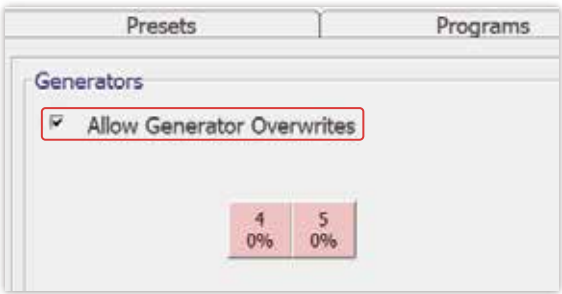 Presets Programs
Generators
Allow Generator Overwrites
4 5
0% 0%